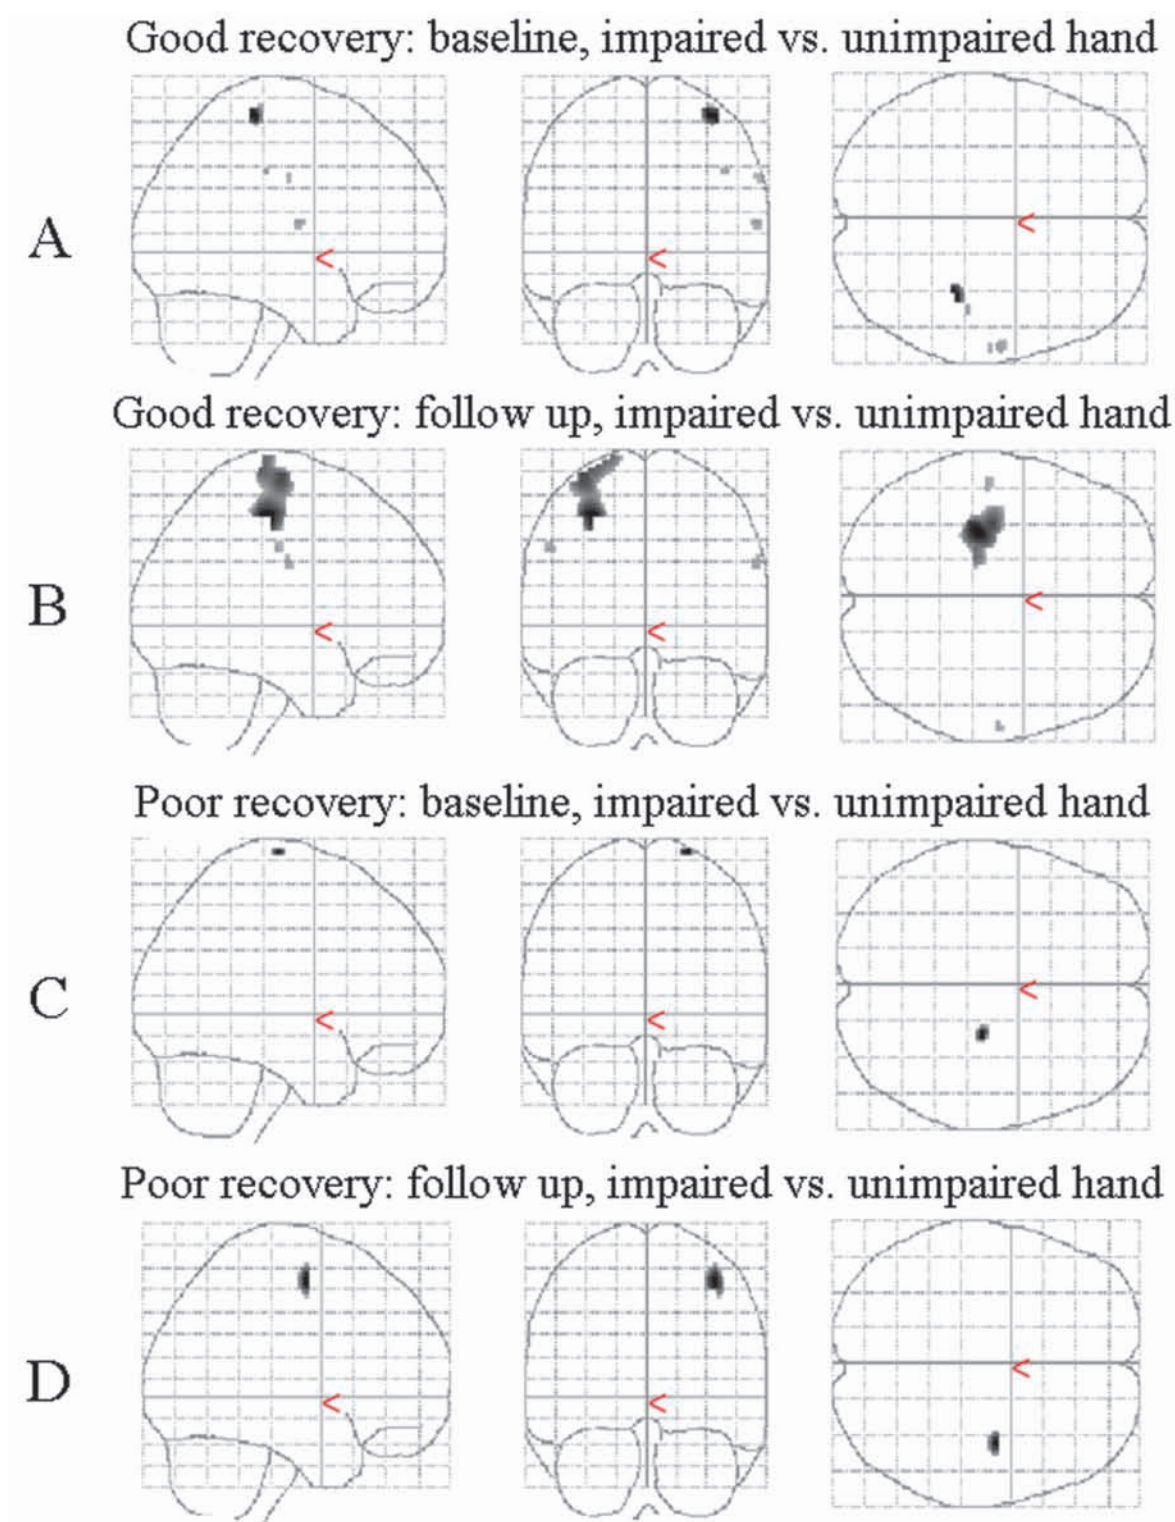 Good recovery: baseline, impaired vs. unimpaired hand
A
Good recovery: follow up, impaired vs. unimpaired hand
B
Poor recovery: baseline, impaired vs. unimpaired hand
C
Poor recovery: follow up, impaired vs. unimpaired hand
D